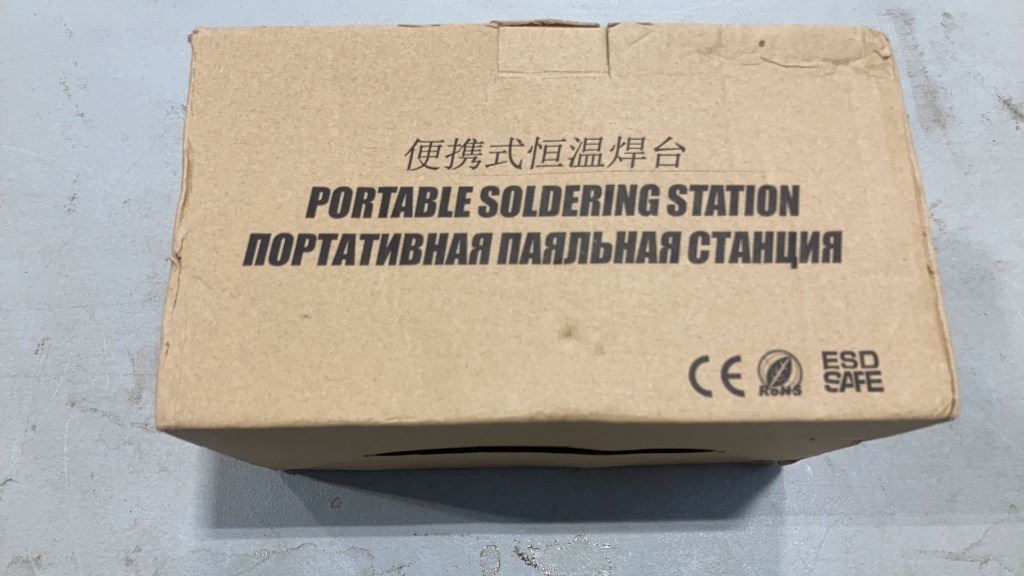 便携式恒温焊台
PORTABLE SOLDERING STATION
ПОРТАТИВНАЯ ПАЯЛЬНАЯ СТАНЦИЯ
CE
RoHS
ESD
SAFE